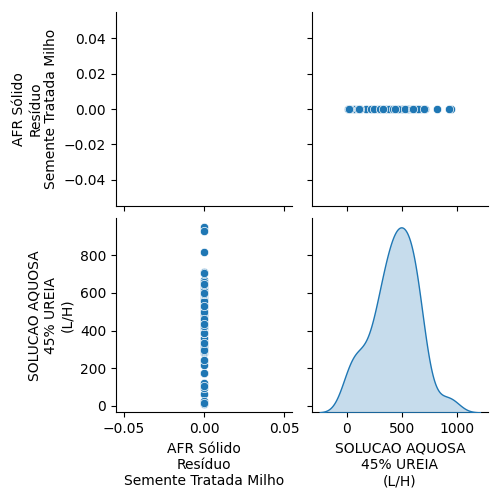 0.04
0.02
0.00
−0.02
−0.04
AFR Sólido
Resíduo
Semente Tratada Milho
800
600
400
200
0
SOLUCAO AQUOSA
45% UREIA
(L/H)
−0.05 0.00 0.05
AFR Sólido
Resíduo
Semente Tratada Milho
0 500 1000
SOLUCAO AQUOSA
45% UREIA
(L/H)